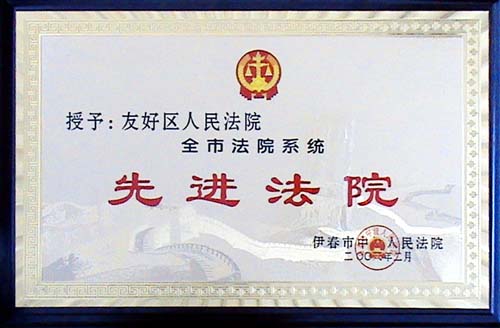 授予：友好区人民法院
全市法院系统
先进法院
伊春市中级人民法院
二〇〇 年二月